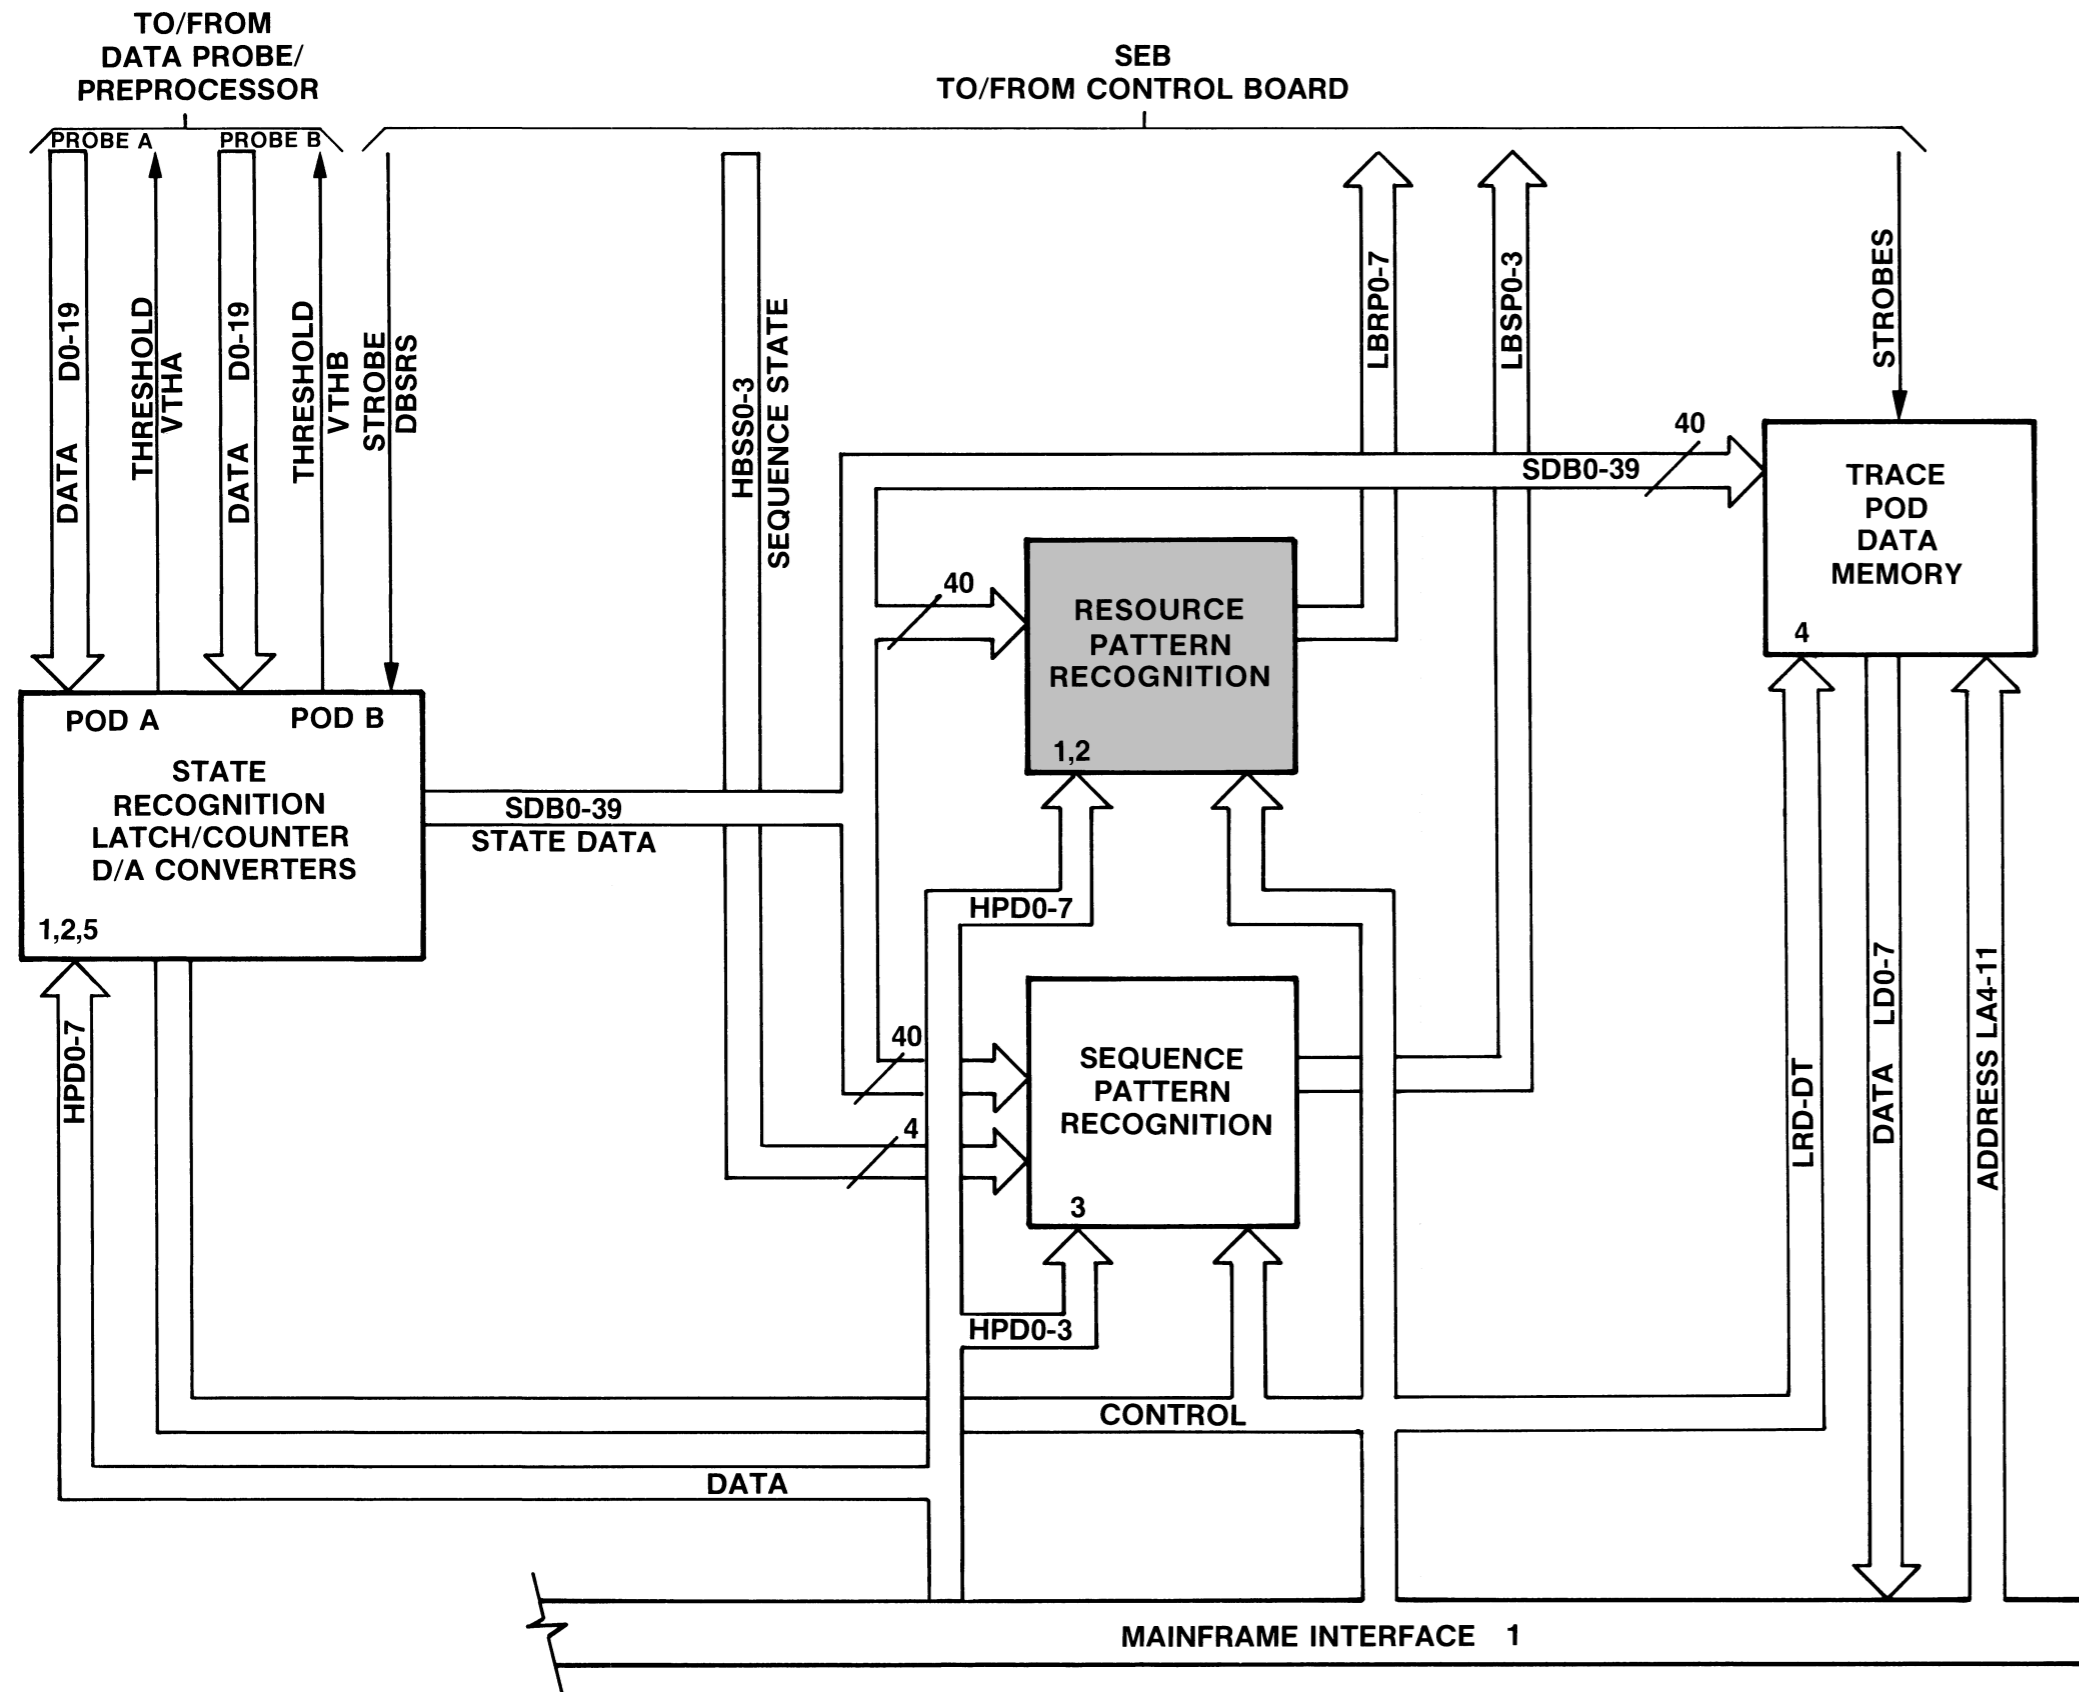 TO/FROM
DATA PROBE/
PREPROCESSOR
SEB
TO/FROM CONTROL BOARD
PROBE A
PROBE B
DATA D0-19
THRESHOLD
VTHA
DATA D0-19
THRESHOLD
VTHB
STROBE
DBSRS
HBSS0-3
SEQUENCE STATE
LBRP0-7
LBSP0-3
STROBES
40
SDB0-39
TRACE
POD
DATA
MEMORY
4
40
RESOURCE
PATTERN
RECOGNITION
1,2
POD A
POD B
STATE
RECOGNITION
LATCH/COUNTER
D/A CONVERTERS
1,2,5
SDB0-39
STATE DATA
HPD0-7
HPD0-7
40
4
SEQUENCE
PATTERN
RECOGNITION
3
HPD0-3
LRD-DT
DATA LD0-7
ADDRESS LA4-11
CONTROL
DATA
MAINFRAME INTERFACE 1